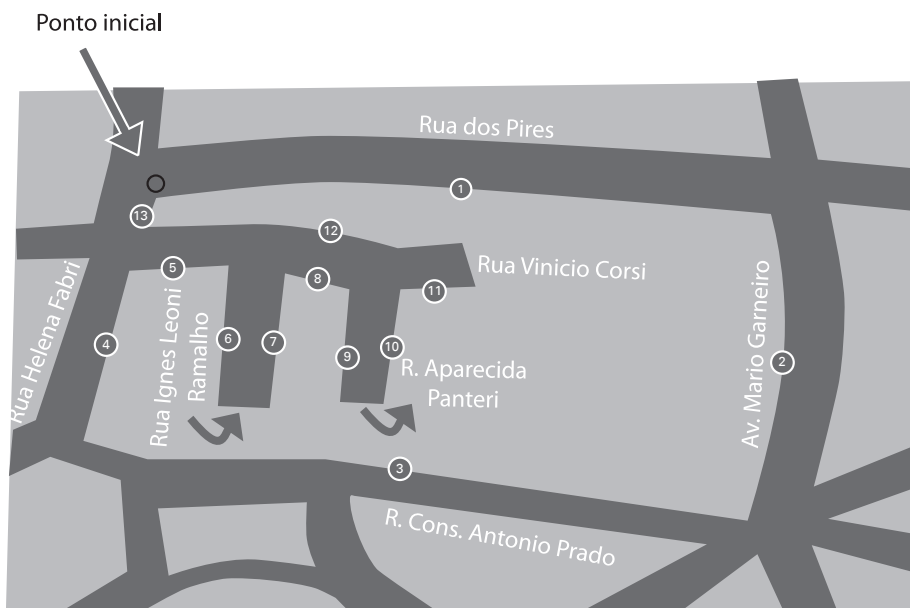 Ponto inicial
Rua dos Pires
1
13
12
Rua Vinicio Corsi
5
8
11
Rua Helena Fabri
4
Rua Ignes Leoni
Ramalho
6
7
9
10
R. Aparecida
Panteri
Av. Mario Garneiro
2
3
R. Cons. Antonio Prado